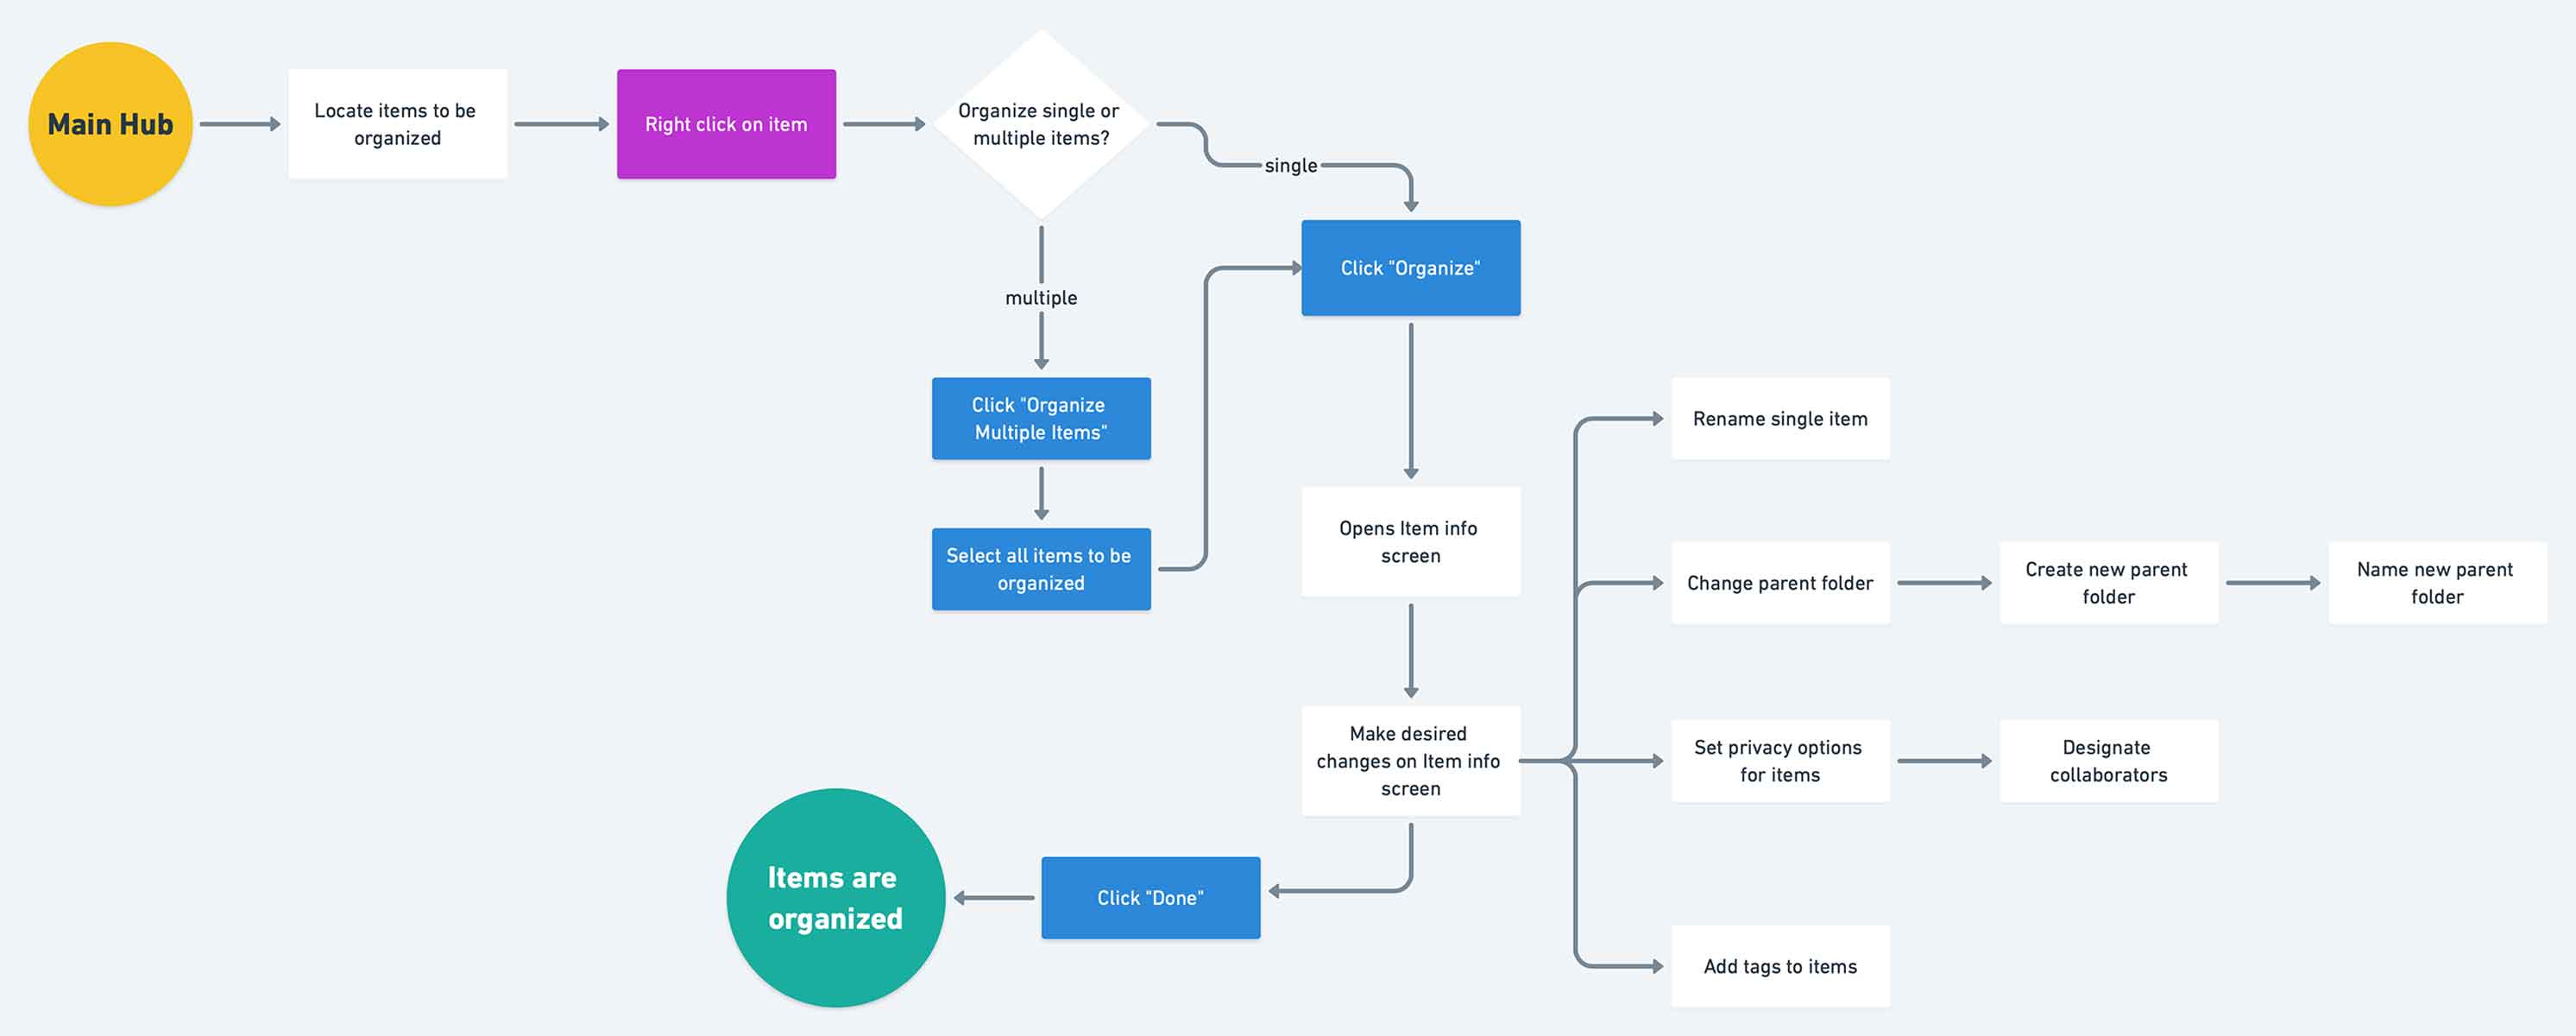 Main Hub
Locate items to be
organized
Right click on item
Organize single or
multiple items?
single
multiple
Click "Organize"
Click "Organize
Multiple Items"
Select all items to be
organized
Opens Item info
screen
Make desired
changes on Item info
screen
Rename single item
Change parent folder
Create new parent
folder
Name new parent
folder
Set privacy options
for items
Designate
collaborators
Add tags to items
Click "Done"
Items are
organized